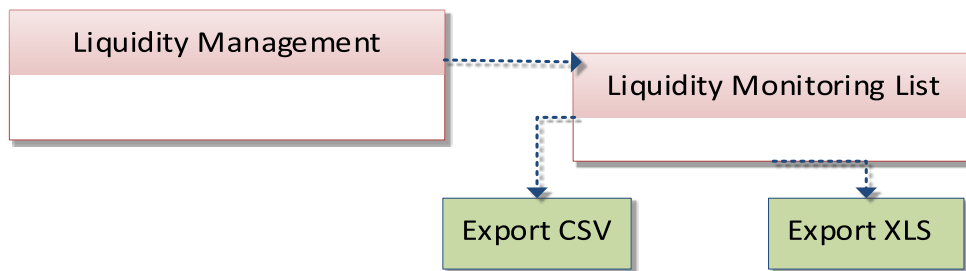 Liquidity Management
Liquidity Monitoring List
Export CSV
Export XLS